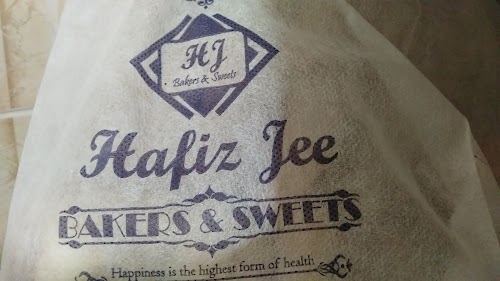 HJ
Bakers & Sweets
Hafiz Jee
BAKERS & SWEETS
Happiness is the highest form of health